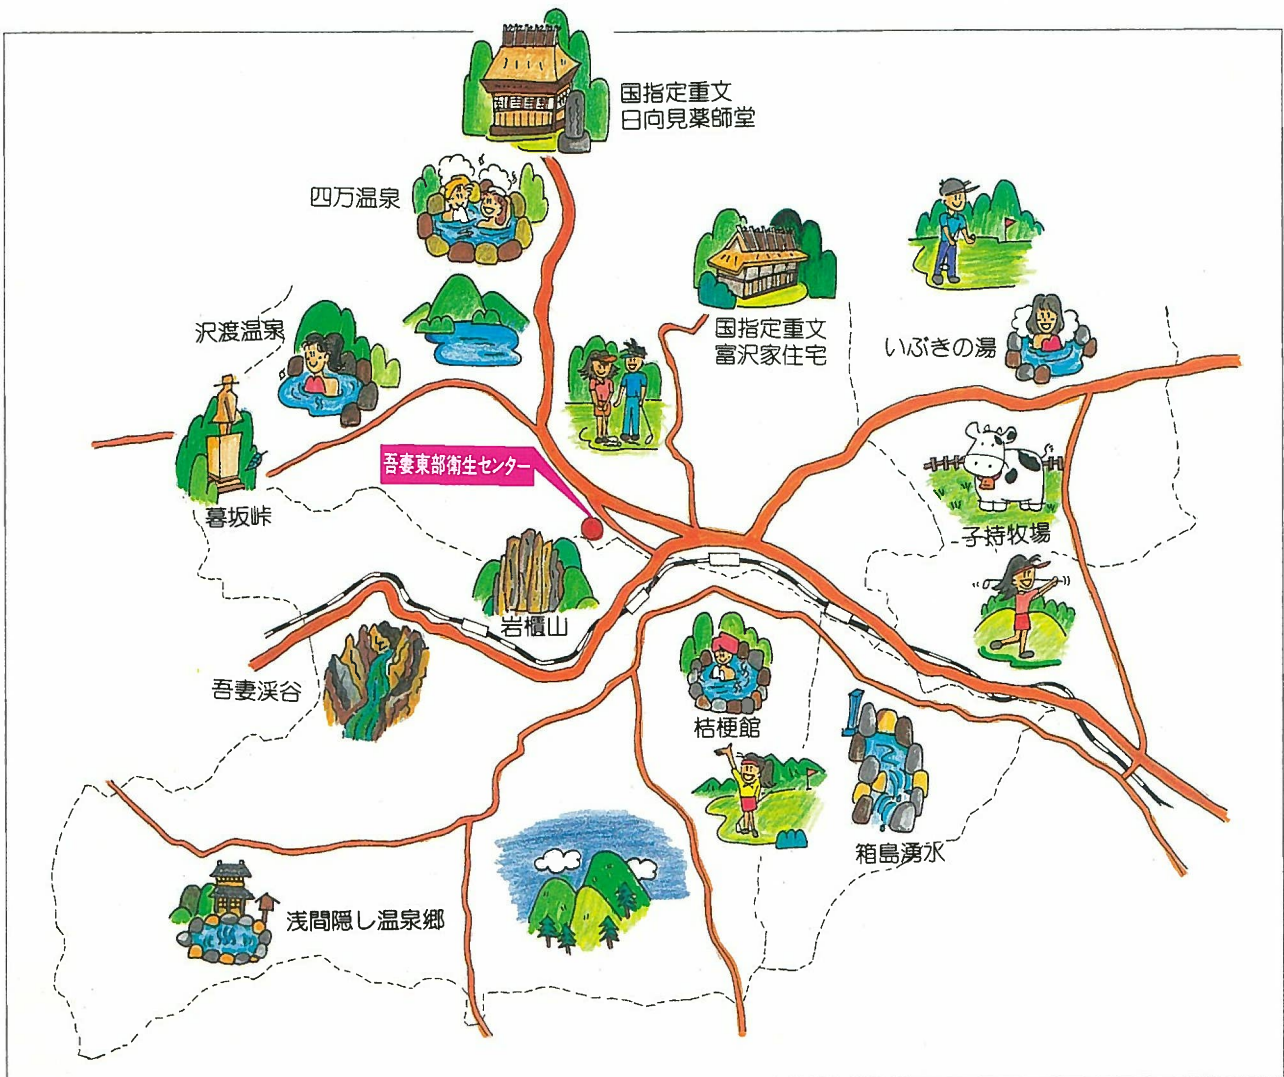 国指定重文
日向見薬師堂
四万温泉
沢渡温泉
国指定重文
富沢家住宅
いぶきの湯
吾妻東部衛生センター
暮坂峠
子持牧場
岩櫃山
吾妻渓谷
桔梗館
箱島湧水
浅間隠し温泉郷